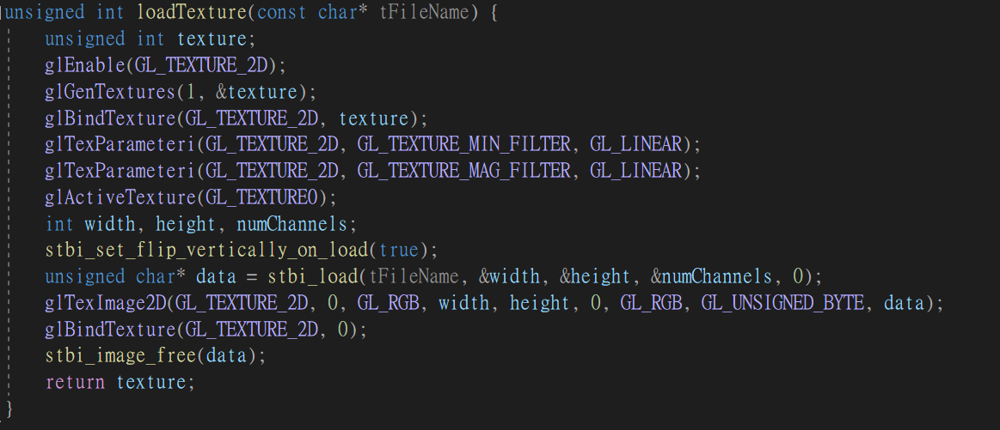 unsigned int loadTexture(const char* tFileName) {
    unsigned int texture;
    glEnable(GL_TEXTURE_2D);
    glGenTextures(1, &texture);
    glBindTexture(GL_TEXTURE_2D, texture);
    glTexParameteri(GL_TEXTURE_2D, GL_TEXTURE_MIN_FILTER, GL_LINEAR);
    glTexParameteri(GL_TEXTURE_2D, GL_TEXTURE_MAG_FILTER, GL_LINEAR);
    glActiveTexture(GL_TEXTURE0);
    int width, height, numChannels;
    stbi_set_flip_vertically_on_load(true);
    unsigned char* data = stbi_load(tFileName, &width, &height, &numChannels, 0);
    glTexImage2D(GL_TEXTURE_2D, 0, GL_RGB, width, height, 0, GL_RGB, GL_UNSIGNED_BYTE, data);
    glBindTexture(GL_TEXTURE_2D, 0);
    stbi_image_free(data);
    return texture;
}